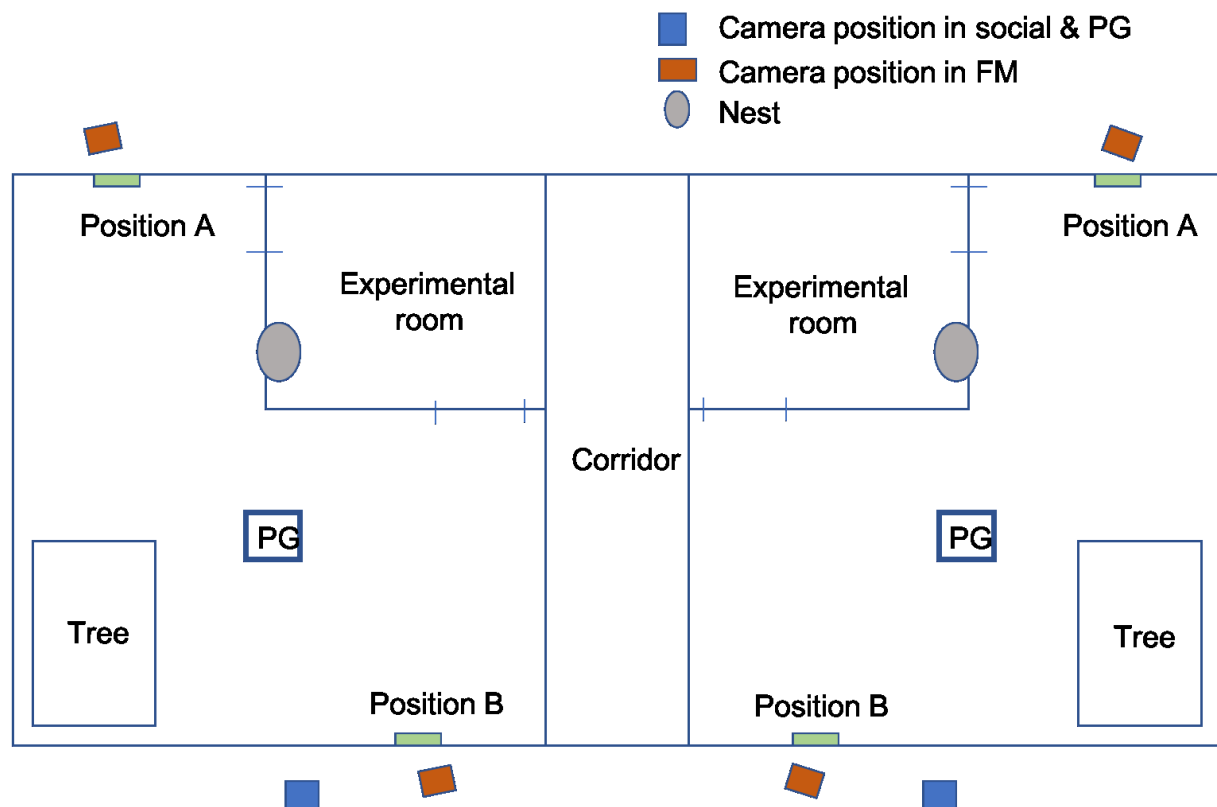 Camera position in social & PG
Camera position in FM
Nest
Position A
Position A
Experimental
room
Experimental
room
Corridor
PG
PG
Tree
Tree
Position B
Position B